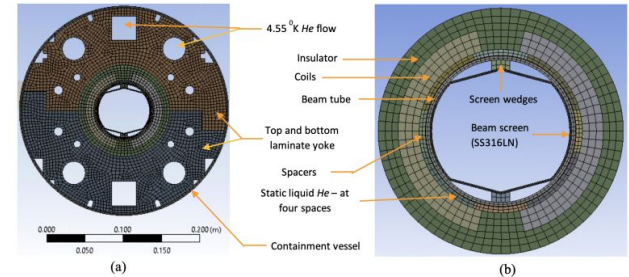 (a)
4.55 ⁰K He flow
Top and bottom
laminate yoke
Containment vessel
0.000 0.100 0.200 (m)
0.050 0.150
Insulator
Coils
Beam tube
Spacers
Static liquid He – at
four spaces
Screen wedges
Beam screen
(SS316LN)
(a)
(b)